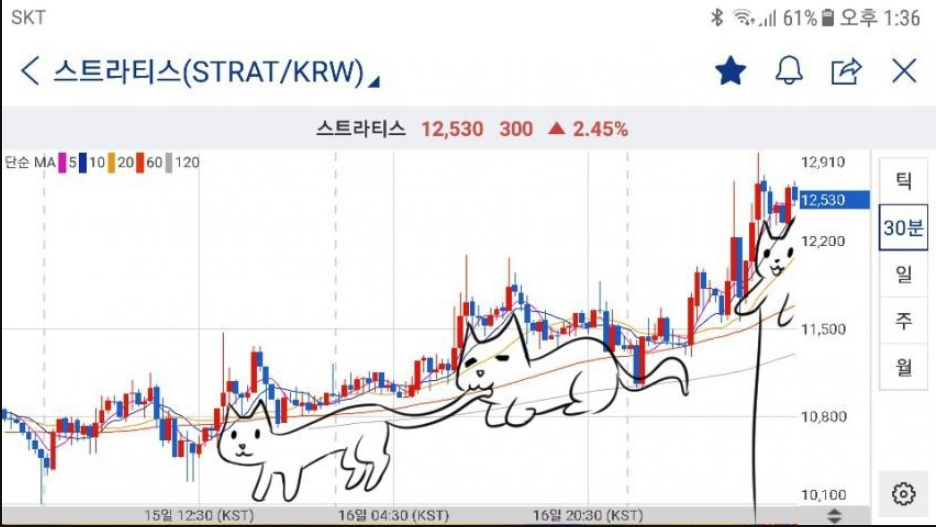 SKT 61% 오후 1:36
스트라티스(STRAT/KRW)
스트라티스 12,530 300 ▲ 2.45%
단순 MA 5 10 20 60 120
12,910
틱
12,530
30분
12,200
일
주
11,500
월
10,800
10,100
15일 12:30 (KST) 16일 04:30 (KST) 16일 20:30 (KST)